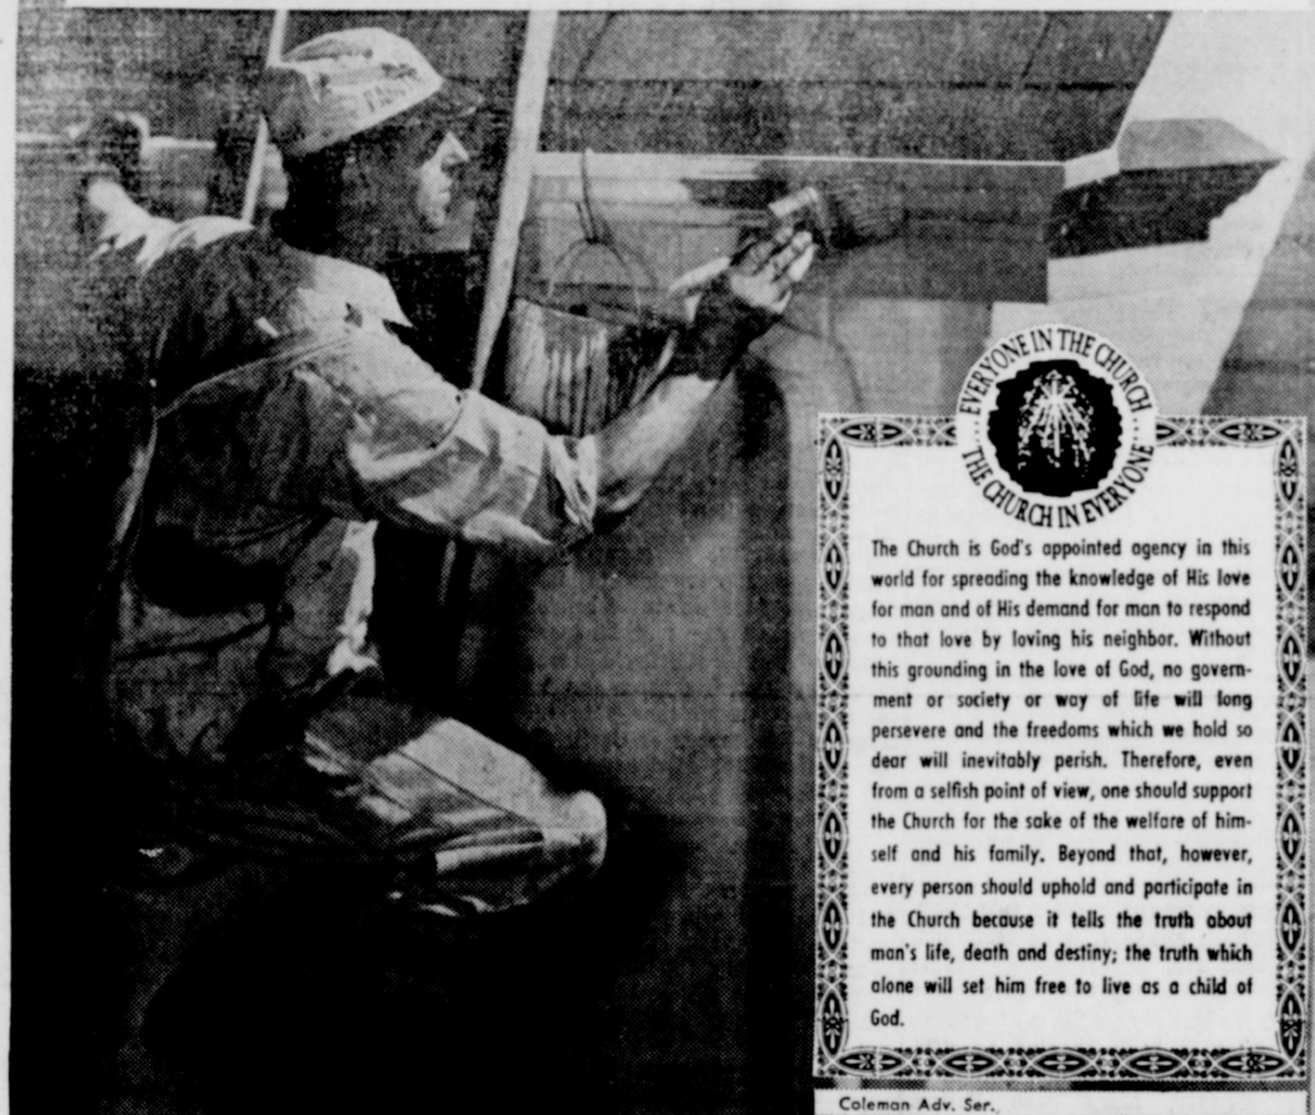 EVERYONE IN THE CHURCH
THE CHURCH IN EVERYONE
The Church is God's appointed agency in this
world for spreading the knowledge of His love
for man and of His demand for man to respond
to that love by loving his neighbor. Without
this grounding in the love of God, no govern-
ment or society or way of life will long
persevere and the freedoms which we hold so
dear will inevitably perish. Therefore, even
from a selfish point of view, one should support
the Church for the sake of the welfare of him-
self and his family. Beyond that, however,
every person should uphold and participate in
the Church because it tells the truth about
man's life, death and destiny; the truth which
alone will set him free to live as a child of
God.
Coleman Adv. Ser.